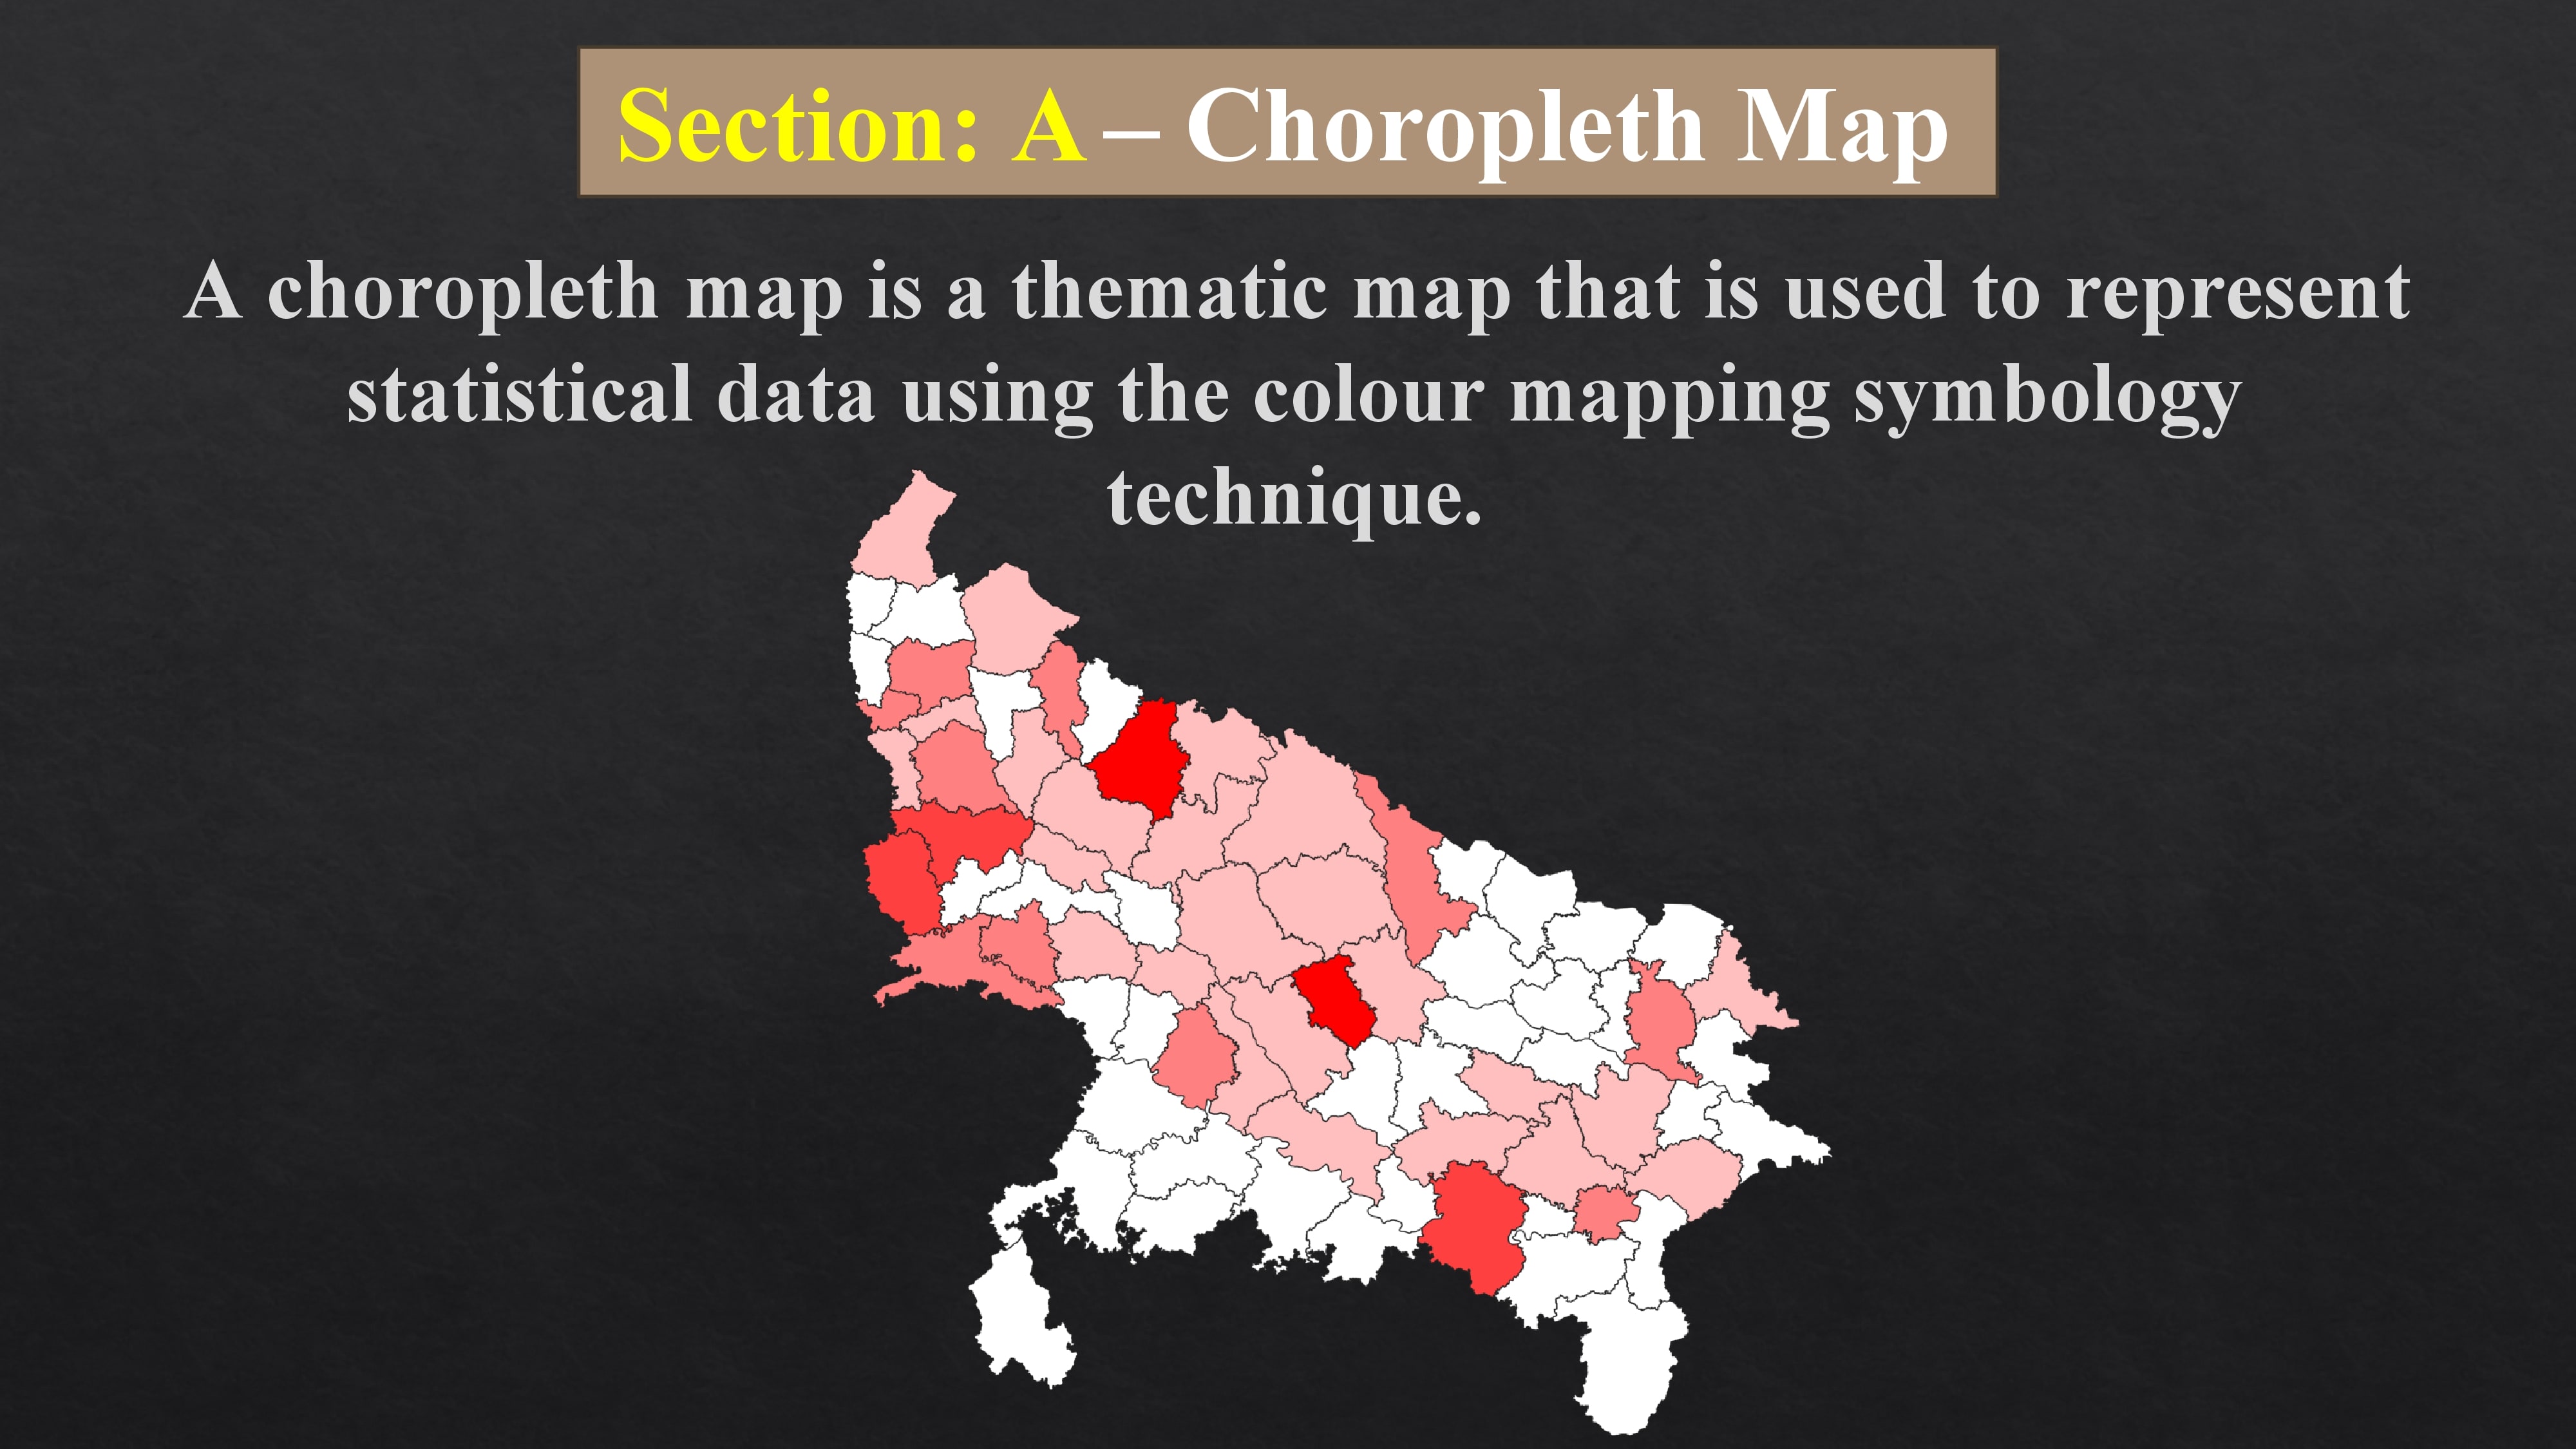 Section: A – Choropleth Map
A choropleth map is a thematic map that is used to represent
statistical data using the colour mapping symbology
technique.